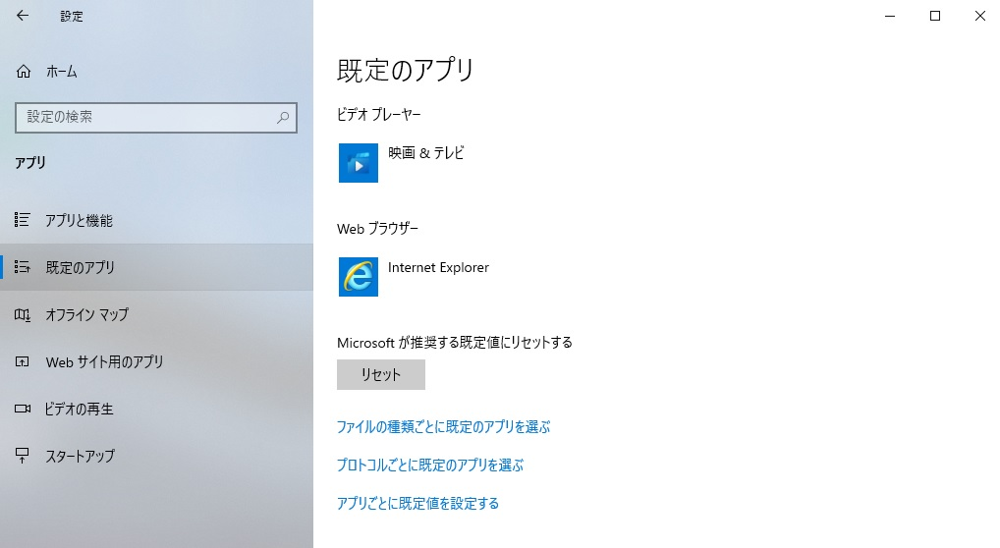 設定
ホーム
設定の検索
アプリ
アプリと機能
既定のアプリ
オフライン マップ
Web サイト用のアプリ
ビデオの再生
スタートアップ
既定のアプリ
ビデオ プレーヤー
映画 & テレビ
Web ブラウザー
Internet Explorer
Microsoft が推奨する既定値にリセットする
リセット
ファイルの種類ごとに既定のアプリを選ぶ
プロトコルごとに既定のアプリを選ぶ
アプリごとに既定値を設定する